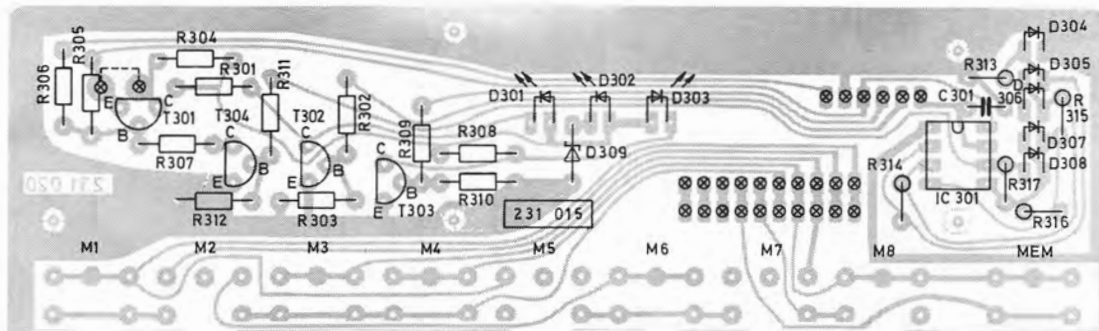 R306
R305
R304
R301
E
C
T301
B
R307
T304
C
B
E
R312
R311
T302
C
B
E
R303
R302
C
B
E
T303
R309
R308
R310
D301
D302
D303
D309
231 015
231 020
C301
R313
D304
D305
D
306
R
315
D307
D308
R314
U
IC 301
R317
R316
M1
M2
M3
M4
M5
M6
M7
M8
MEM